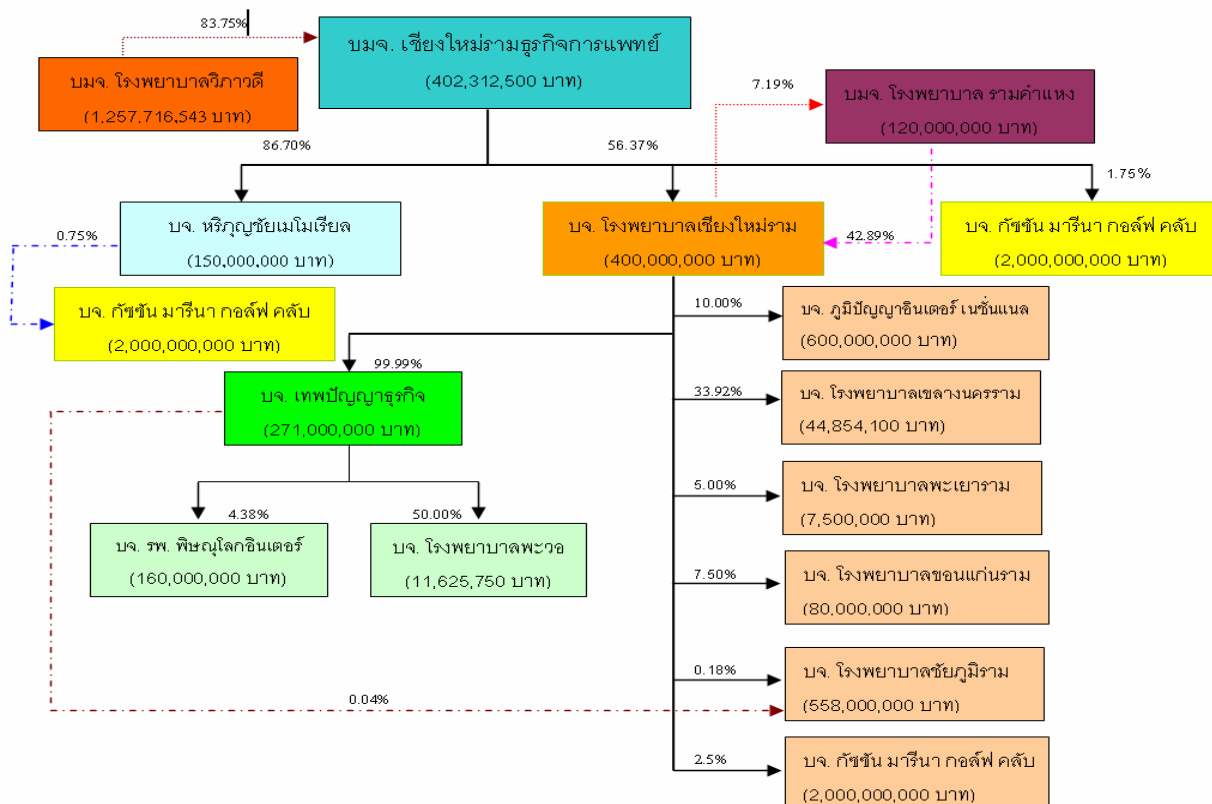 83.75%
บมจ. เชียงใหม่รามธุรกิจการแพทย์
(402,312,500 บาท)
บมจ. โรงพยาบาลวิภาวดี
(1,257,716,543 บาท)
7.19%
บมจ. โรงพยาบาล รามคำแหง
(120,000,000 บาท)
86.70%
56.37%
1.75%
บจ. หริภุญชัยเมโมเรียล
(150,000,000 บาท)
0.75%
บจ. โรงพยาบาลเชียงใหม่ราม
(400,000,000 บาท)
42.89%
บจ. กัซซัน มารีนา กอล์ฟ คลับ
(2,000,000,000 บาท)
บจ. กัซซัน มารีนา กอล์ฟ คลับ
(2,000,000,000 บาท)
10.00%
บจ. ภูมิปัญญาอินเตอร์ เนชั่นแนล
(600,000,000 บาท)
99.99%
บจ. เทพปัญญาธุรกิจ
(271,000,000 บาท)
33.92%
บจ. โรงพยาบาลเขลางนครราม
(44,854,100 บาท)
5.00%
บจ. โรงพยาบาลพะเยาราม
(7,500,000 บาท)
4.38%
บจ. รพ. พิษณุโลกอินเตอร์
(160,000,000 บาท)
50.00%
บจ. โรงพยาบาลพะวอ
(11,625,750 บาท)
7.50%
บจ. โรงพยาบาลขอนแก่นราม
(80,000,000 บาท)
0.18%
บจ. โรงพยาบาลชัยภูมิราม
(558,000,000 บาท)
0.04%
2.5%
บจ. กัซซัน มารีนา กอล์ฟ คลับ
(2,000,000,000 บาท)